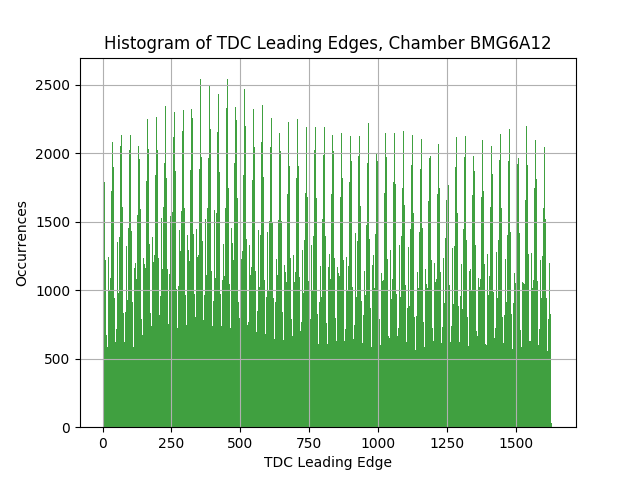 Histogram of TDC Leading Edges, Chamber BMG6A12
2500
2000
1500
1000
500
0
Occurrences
0 250 500 750 1000 1250 1500
TDC Leading Edge